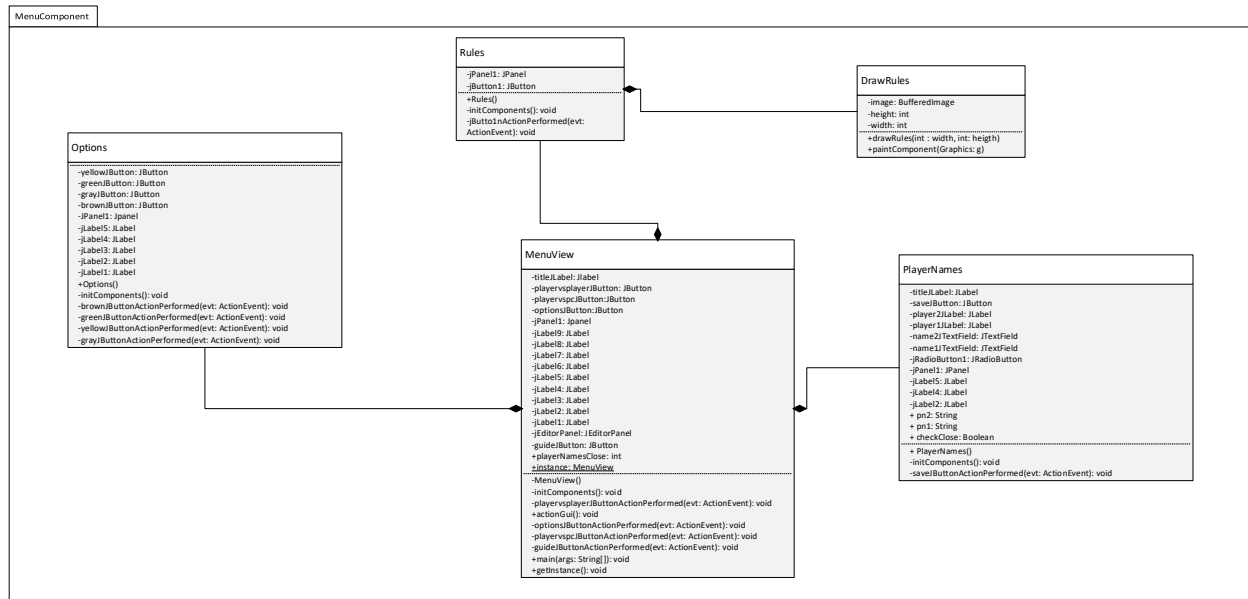 MenuComponent
Rules
-jPanel1: JPanel
-jButton1: JButton
+Rules()
-initComponents(): void
-jButto1nActionPerformed(evt:
ActionEvent): void
DrawRules
-image: BufferedImage
-height: int
-width: int
+drawRules(int : width, int: heigth)
+paintComponent(Graphics: g)
Options
-yellowJButton: JButton
-greenJButton: JButton
-grayJButton: JButton
-brownJButton: JButton
-JPanel1: Jpanel
-jLabel5: JLabel
-jLabel4: JLabel
-jLabel3: JLabel
-jLabel2: JLabel
-jLabel1: JLabel
+Options()
-initComponents(): void
-brownJButtonActionPerformed(evt: ActionEvent): void
-greenJButtonActionPerformed(evt: ActionEvent): void
-yellowJButtonActionPerformed(evt: ActionEvent): void
-grayJButtonActionPerformed(evt: ActionEvent): void
MenuView
-titleJLabel: Jlabel
-playervsplayerJButton: JButton
-playervspcJButton:JButton
-optionsJButton:JButton
-jPanel1: Jpanel
-jLabel9: JLabel
-jLabel8: JLabel
-jLabel7: JLabel
-jLabel6: JLabel
-jLabel5: JLabel
-jLabel4: JLabel
-jLabel3: JLabel
-jLabel2: JLabel
-jLabel1: JLabel
-jEditorPanel: JEditorPanel
-guideJButton: JButton
+playerNamesClose: int
+instance: MenuView
-MenuView()
-initComponents(): void
-playervsplayerJButtonActionPerformed(evt: ActionEvent): void
+actionGui(): void
-optionsJButtonActionPerformed(evt: ActionEvent): void
-playervspcJButtonActionPerformed(evt: ActionEvent): void
-guideJButtonActionPerformed(evt: ActionEvent): void
+main(args: String[]): void
+getInstance(): void
PlayerNames
-titleJLabel: JLabel
-saveJButton: JButton
-player2JLabel: JLabel
-player1JLabel: JLabel
-name2JTextField: JTextField
-name1JTextField: JTextField
-jRadioButton1: JRadioButton
-jPanel1: JPanel
-jLabel5: JLabel
-jLabel4: JLabel
-jLabel2: JLabel
+ pn2: String
+ pn1: String
+ checkClose: Boolean
+ PlayerNames()
-initComponents(): void
-saveJButtonActionPerformed(evt: ActionEvent): void